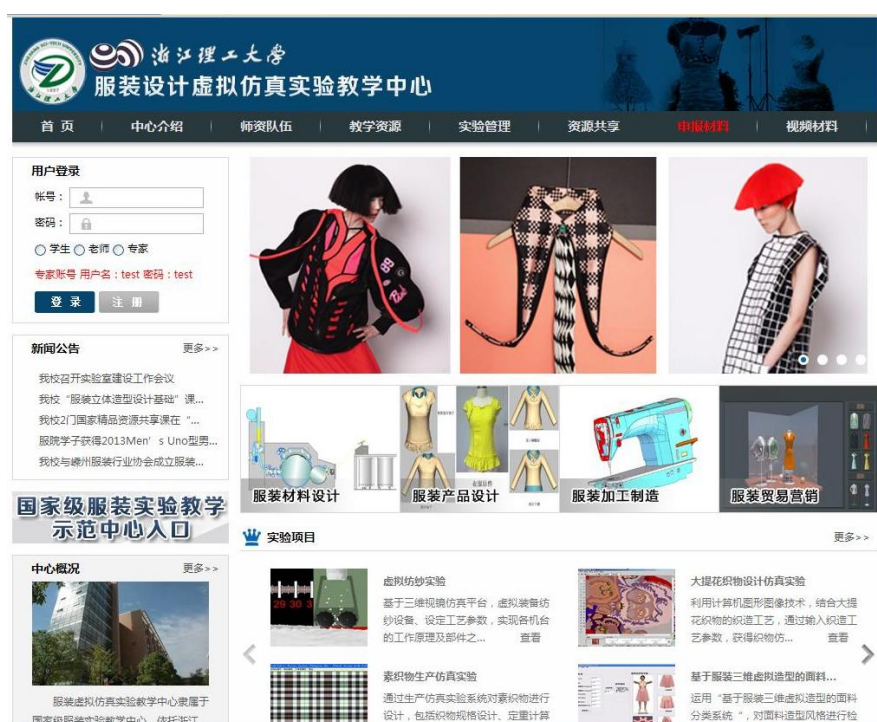 浙江理工大学
服装设计虚拟仿真实验教学中心
首 页 中心介绍 师资队伍 教学资源 实验管理 资源共享 申报材料 视频材料
用户登录
帐号：
密码：
学生 老师 专家
专家账号 用户名：test 密码：test
登 录 注 册
新闻公告 更多>>
我校召开实验室建设工作会议
我校“服装立体造型设计基础”课...
我校2门国家精品资源共享课在“...
服院学子获得2013Men’s Uno型男...
我校与嵊州服装行业协会成立服装...
服装材料设计 服装产品设计 服装加工制造 服装贸易营销
国家级服装实验教学
示范中心入口
实验项目 更多>>
中心概况 更多>>
服装虚拟仿真实验教学中心隶属于
国家级服装实验教学中心，依托浙江
虚拟纺纱实验
基于三维视镜仿真平台，虚拟装备纺
纱设备、设定工艺参数，实现各机台
的工作原理及部件之... 查看
大提花织物设计仿真实验
利用计算机图形图像技术，结合大提
花织物的织造工艺，通过输入织造工
艺参数，获得织物仿... 查看
素织物生产仿真实验
通过生产仿真实验系统对素织物进行
设计，包括织物规格设计、定重计算
基于服装三维虚拟造型的面料...
运用“基于服装三维虚拟造型的面料
分类系统”，对面料造型风格进行检